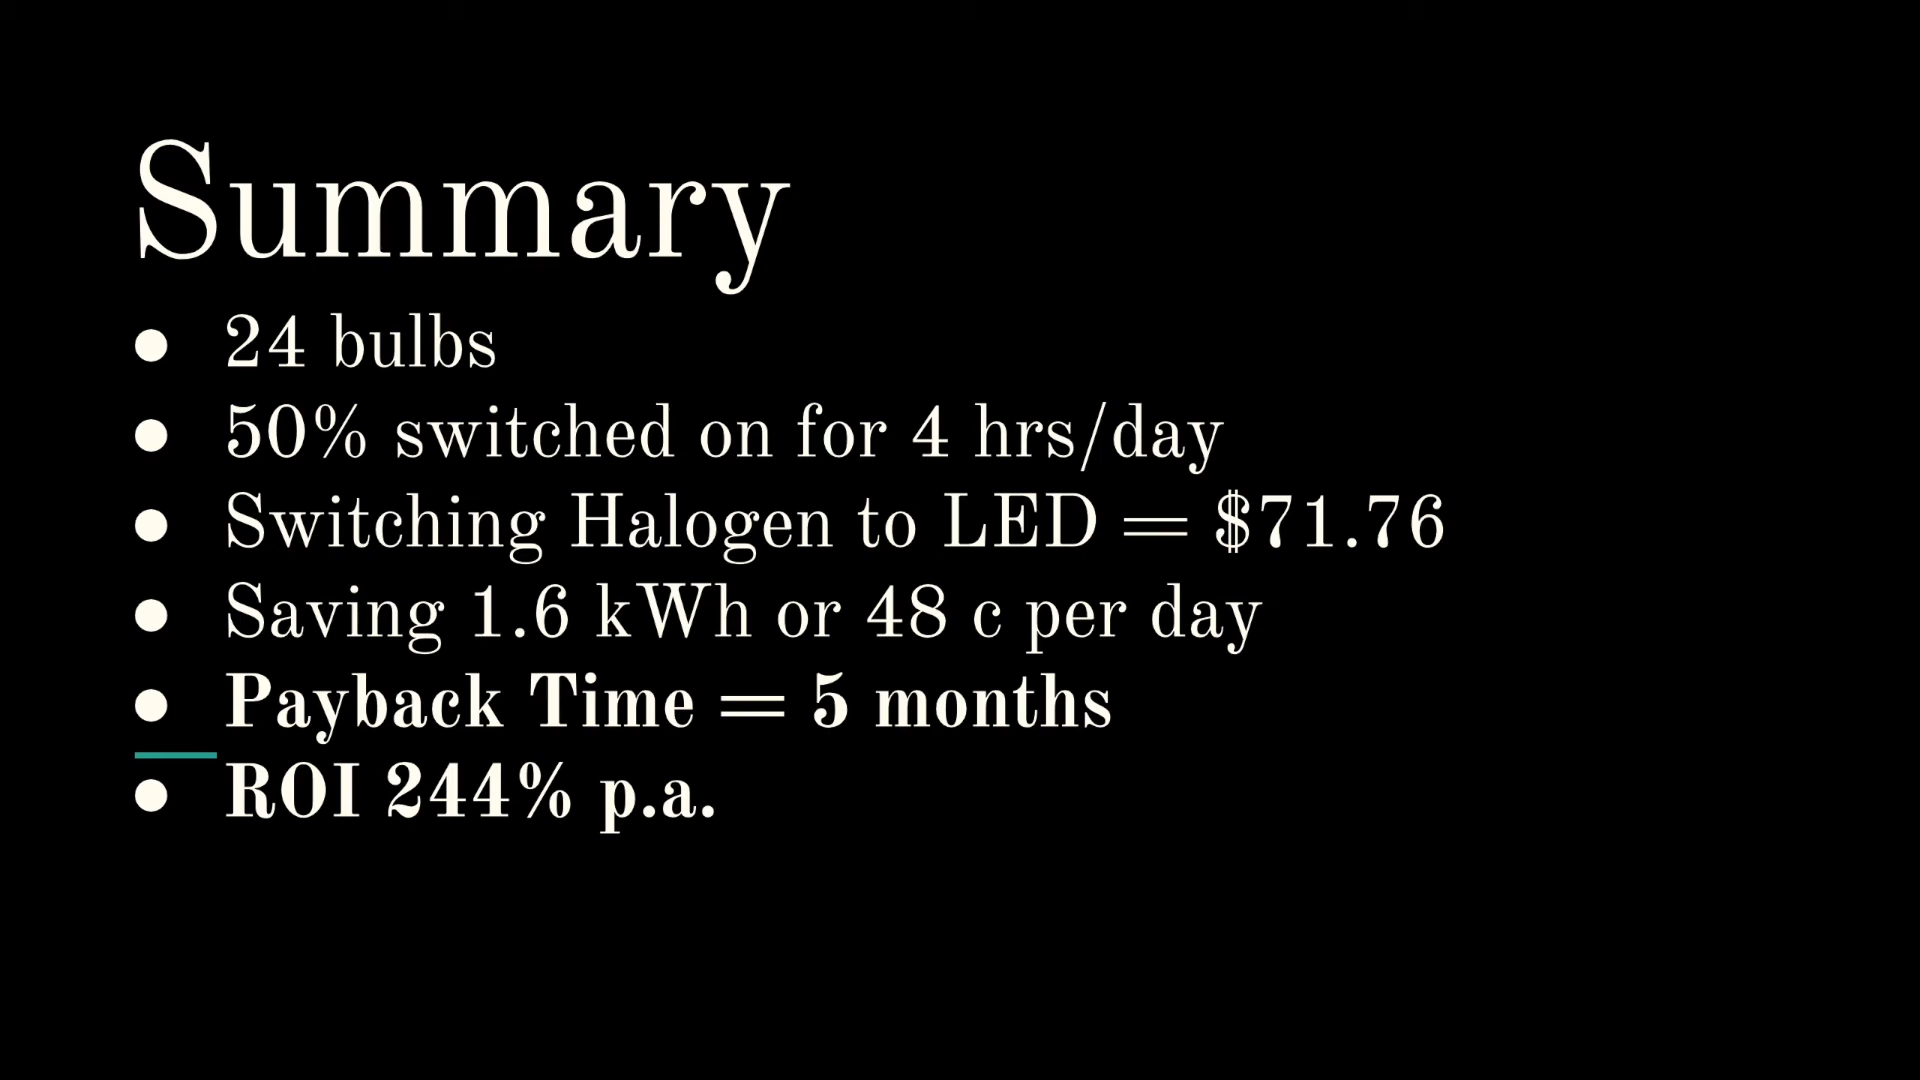 Summary
● 24 bulbs
● 50% switched on for 4 hrs/day
● Switching Halogen to LED = $71.76
● Saving 1.6 kWh or 48 c per day
● Payback Time = 5 months
● ROI 244% p.a.